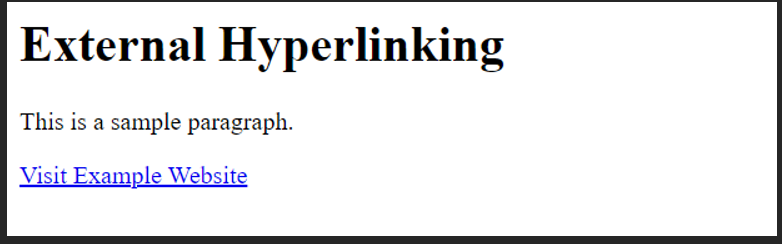 External Hyperlinking
This is a sample paragraph.
Visit Example Website